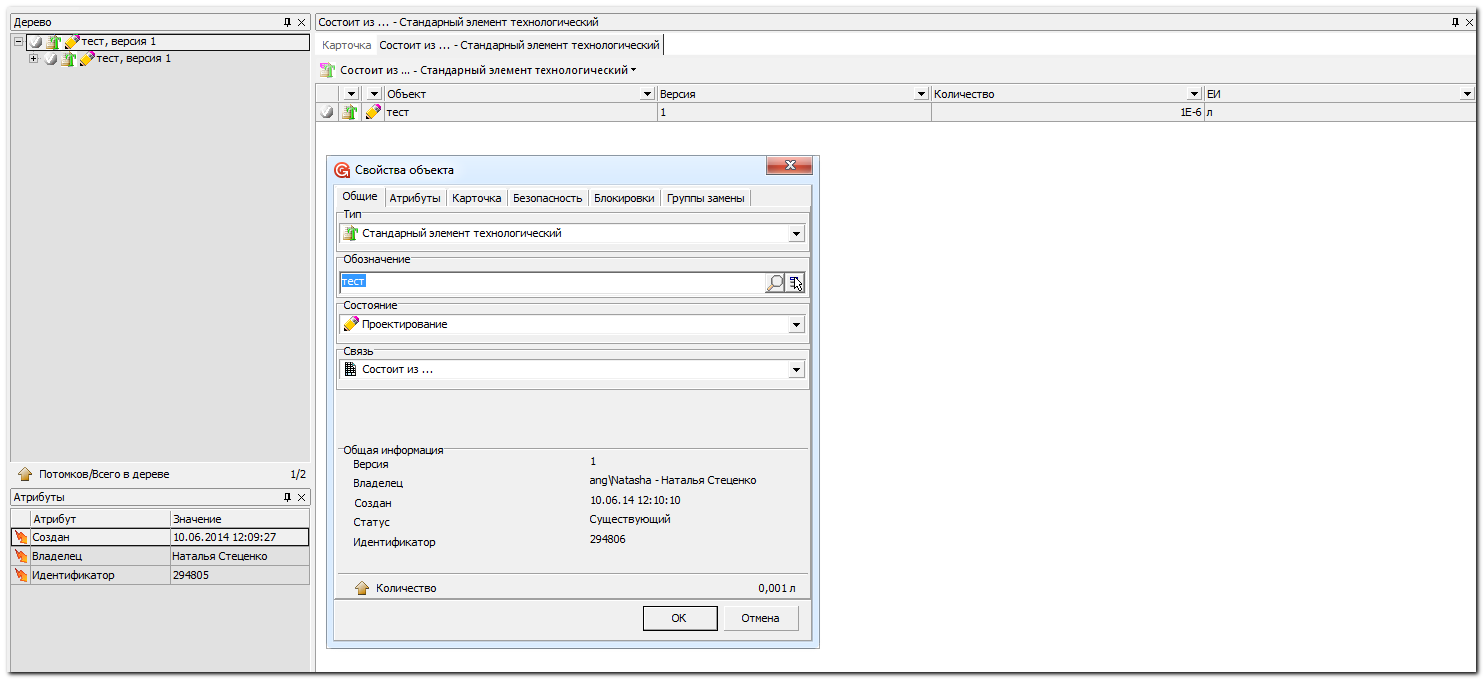 Дерево
тест, версия 1
тест, версия 1
Потомков/Всего в дереве 1/2
Атрибуты
Атрибут Значение
Создан 10.06.2014 12:09:27
Владелец Наталья Стеценко
Идентификатор 294805
Состоит из ... - Стандарный элемент технологический
Карточка Состоит из ... - Стандарный элемент технологический
Состоит из ... - Стандарный элемент технологический
Объект Версия Количество ЕИ
тест 1 1E-6 л
Свойства объекта
Общие Атрибуты Карточка Безопасность Блокировки Группы замены
Тип
Стандарный элемент технологический
Обозначение
тест
Состояние
Проектирование
Связь
Состоит из ...
Общая информация
Версия 1
Владелец ang\Natasha - Наталья Стеценко
Создан 10.06.14 12:10:10
Статус Существующий
Идентификатор 294806
Количество 0,001 л
ОК Отмена